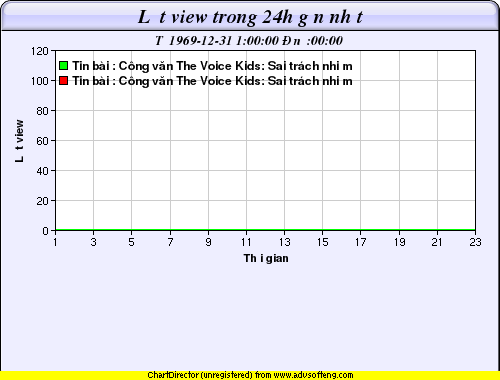 L t view trong 24h g n nh t
T 1969-12-31 1:00:00 Đ n :00:00
120
Tin bài : Công văn The Voice Kids: Sai trách nhi m
100
Tin bài : Công văn The Voice Kids: Sai trách nhi m
80
60
40
20
0
L t view
1 3 5 7 9 11 13 15 17 19 21 23
Th i gian
ChartDirector (unregistered) from www.advsofteng.com